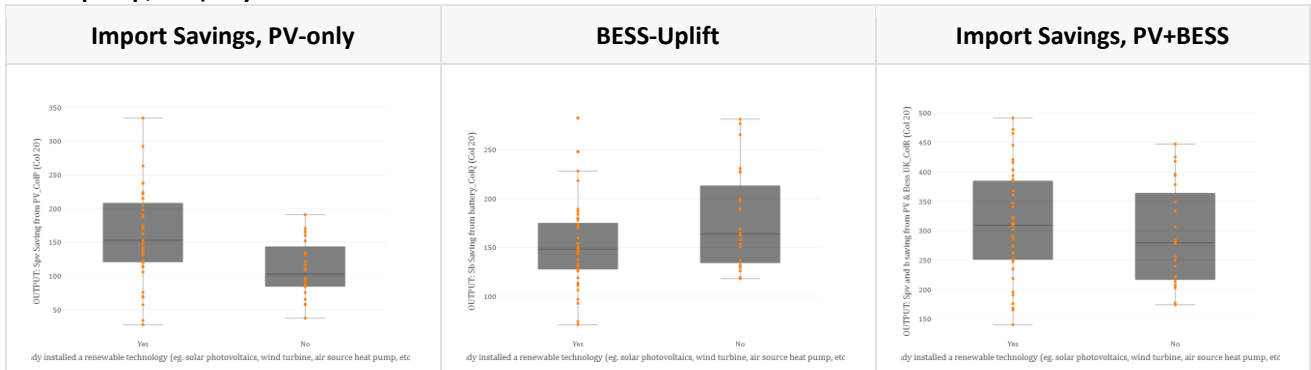 Import Savings, PV-only
BESS-Uplift
Import Savings, PV+BESS
OUTPUT: Spv Saving from PV_ColP (Col 20)
350
300
250
200
150
100
50
Yes
No
dy installed a renewable technology (eg. solar photovoltaics, wind turbine, air source heat pump, etc
OUTPUT: Sb Saving from battery_ColQ (Col 20)
250
200
150
100
Yes
No
dy installed a renewable technology (eg. solar photovoltaics, wind turbine, air source heat pump, etc
OUTPUT: Spv and b saving from PV & Bess UK_ColR (Col 20)
500
450
400
350
300
250
200
150
Yes
No
dy installed a renewable technology (eg. solar photovoltaics, wind turbine, air source heat pump, etc